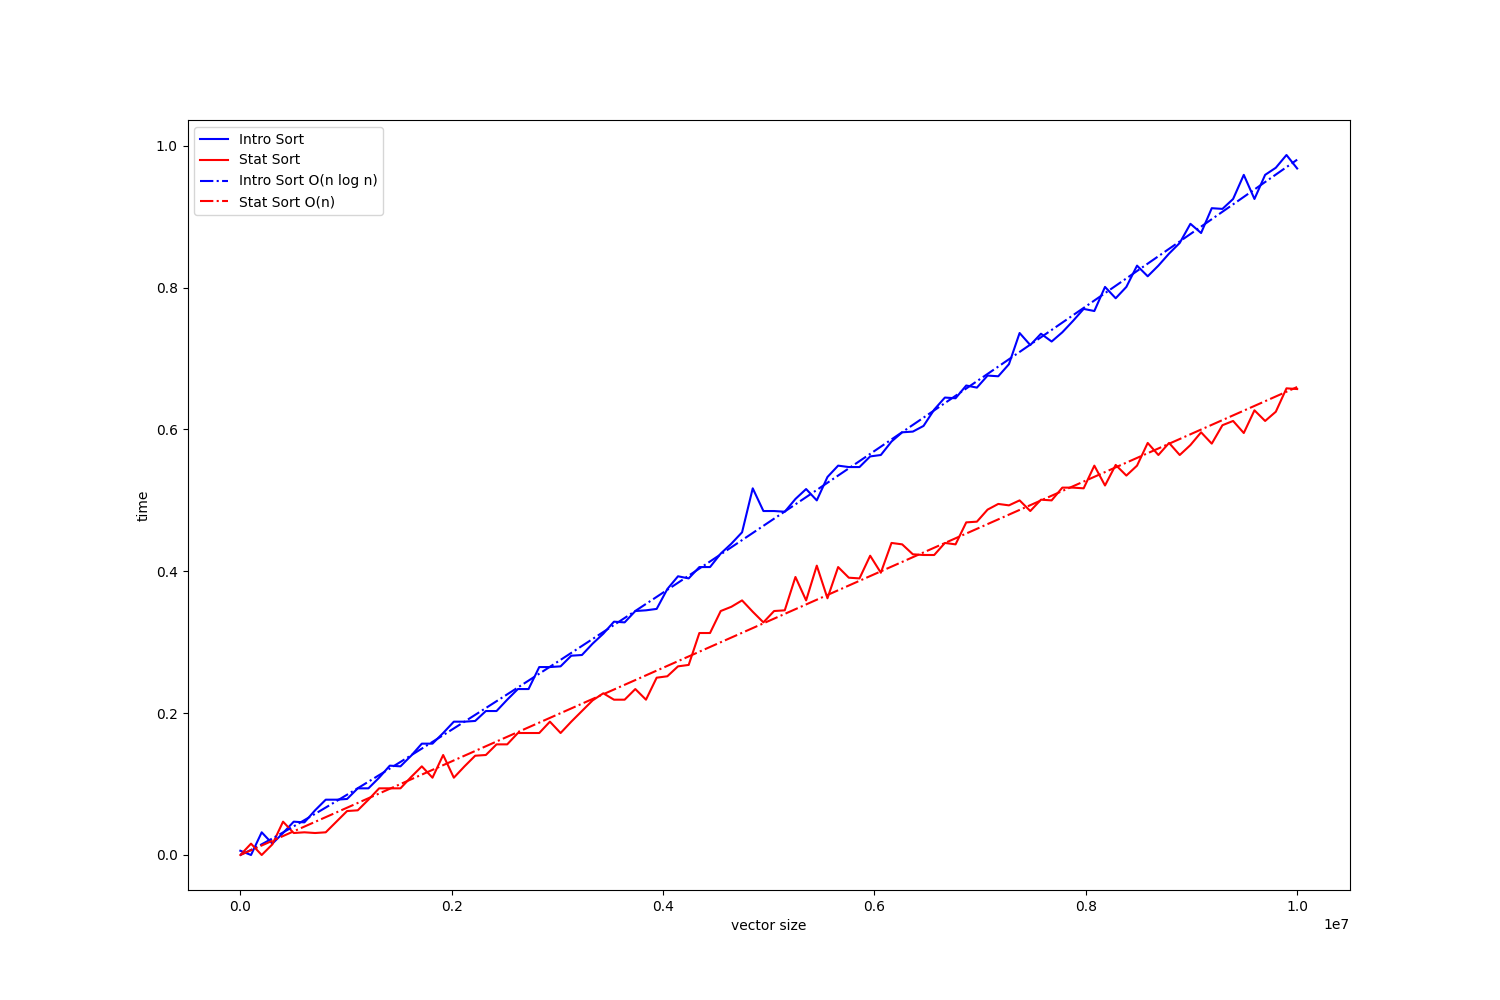 Intro Sort
Stat Sort
Intro Sort O(n log n)
Stat Sort O(n)
1.0
0.8
0.6
0.4
0.2
0.0
time
0.0 0.2 0.4 0.6 0.8 1.0
1e7
vector size